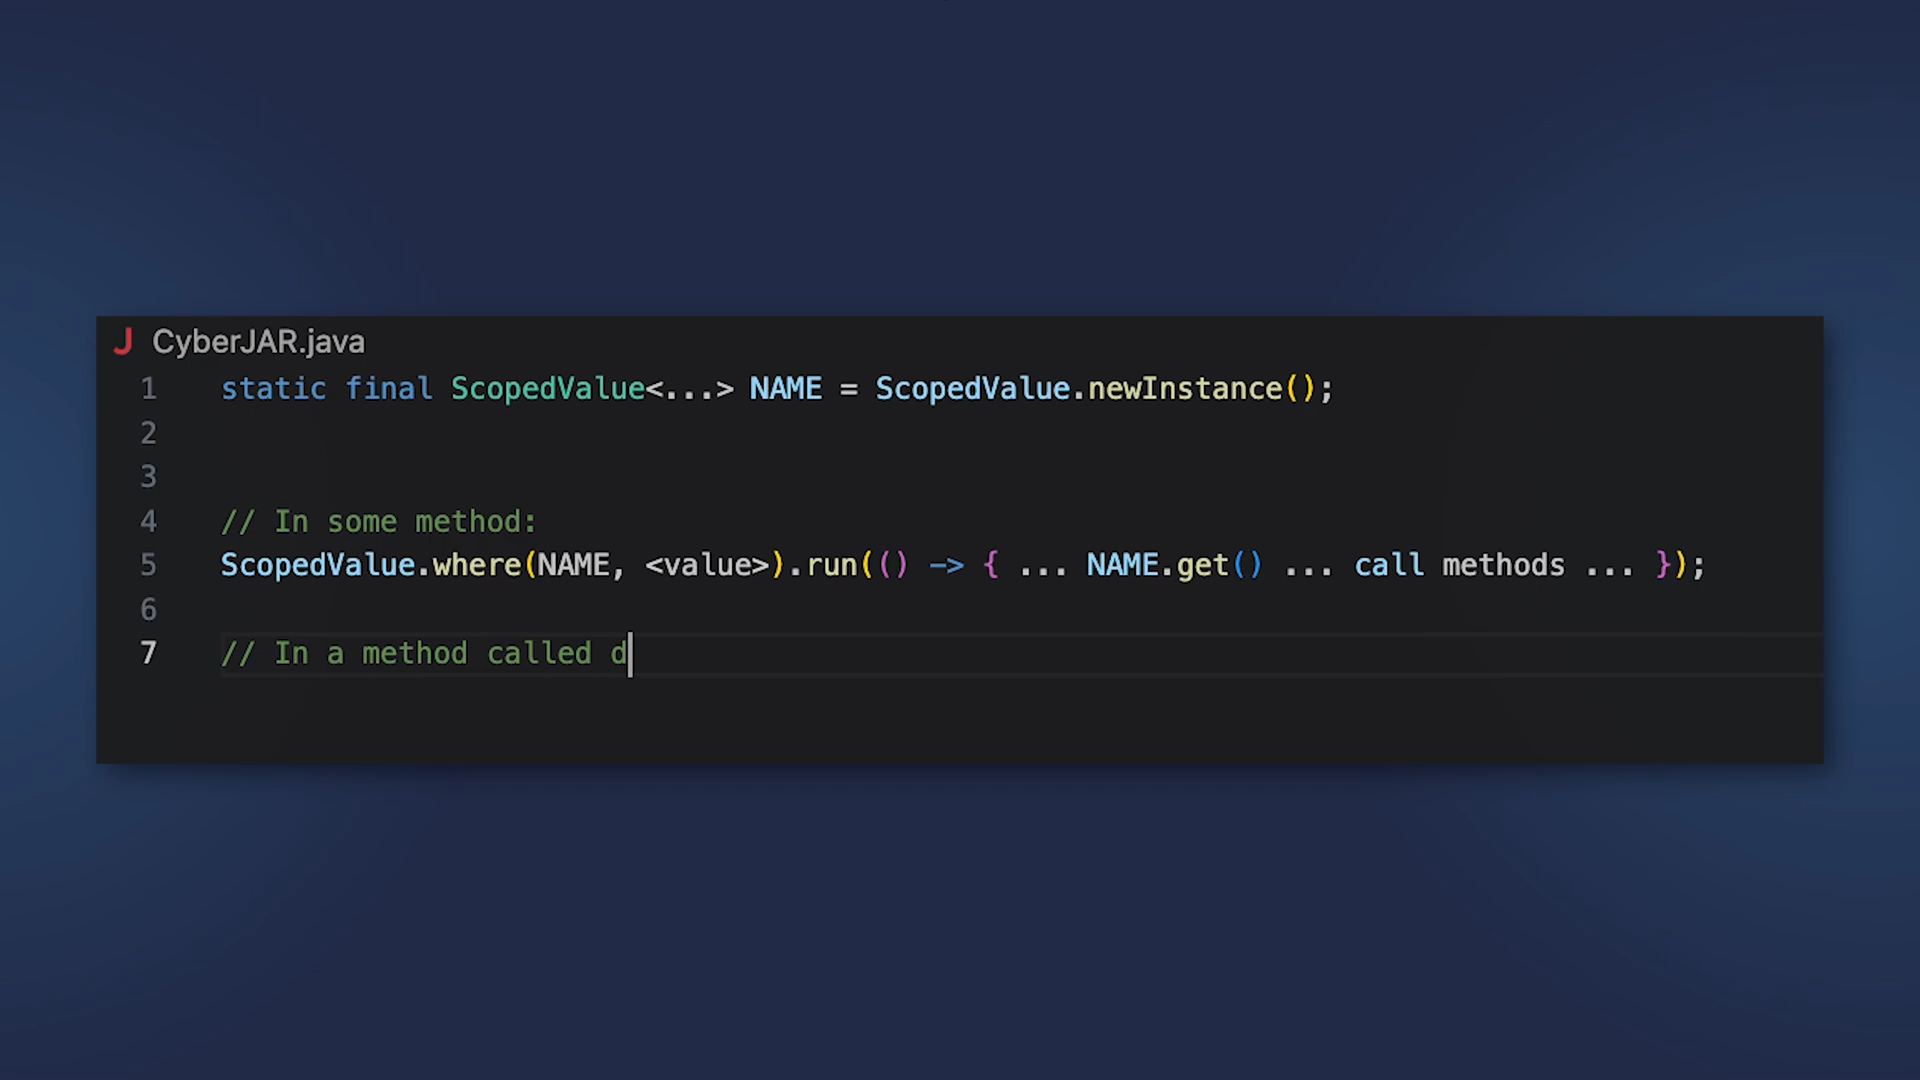 CyberJAR.java
1 static final ScopedValue<...> NAME = ScopedValue.newInstance();
2
3
4 // In some method:
5 ScopedValue.where(NAME, <value>).run(() -> { ... NAME.get() ... call methods ... });
6
7 // In a method called d